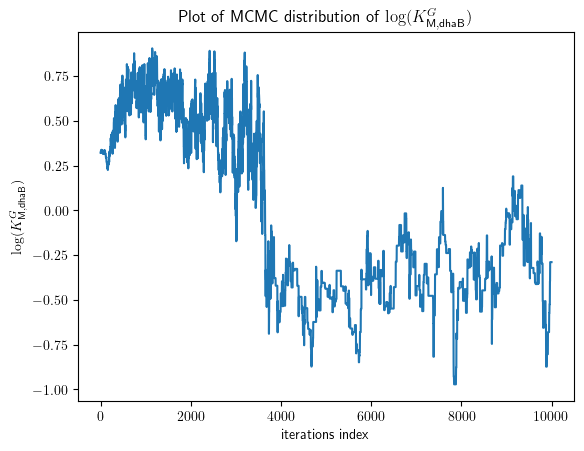 Plot of MCMC distribution of log(K^G_M,dhaB)
log(K^G_M,dhaB)
0.75
0.50
0.25
0.00
−0.25
−0.50
−0.75
−1.00
0 2000 4000 6000 8000 10000
iterations index